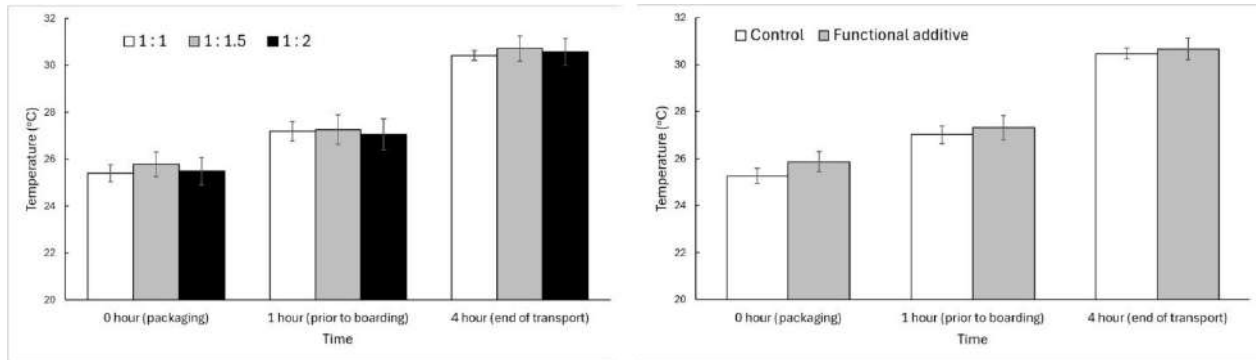 32
30
28
26
24
22
20
Temperature (°C)
1 : 1
1 : 1.5
1 : 2
0 hour (packaging)
1 hour (prior to boarding)
4 hour (end of transport)
Time
32
30
28
26
24
22
20
Temperature (°C)
Control
Functional additive
0 hour (packaging)
1 hour (prior to boarding)
4 hour (end of transport)
Time